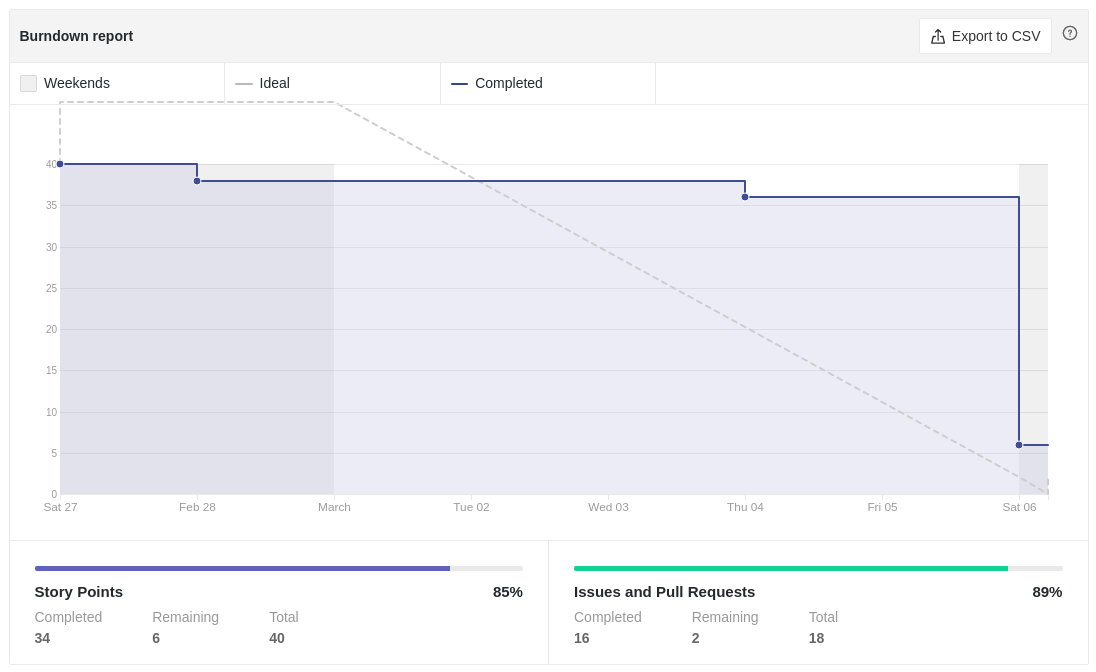 Burndown report
Export to CSV
?
Weekends
Ideal
Completed
40
35
30
25
20
15
10
5
0
Sat 27
Feb 28
March
Tue 02
Wed 03
Thu 04
Fri 05
Sat 06
Story Points
85%
Completed
Remaining
Total
34
6
40
Issues and Pull Requests
89%
Completed
Remaining
Total
16
2
18